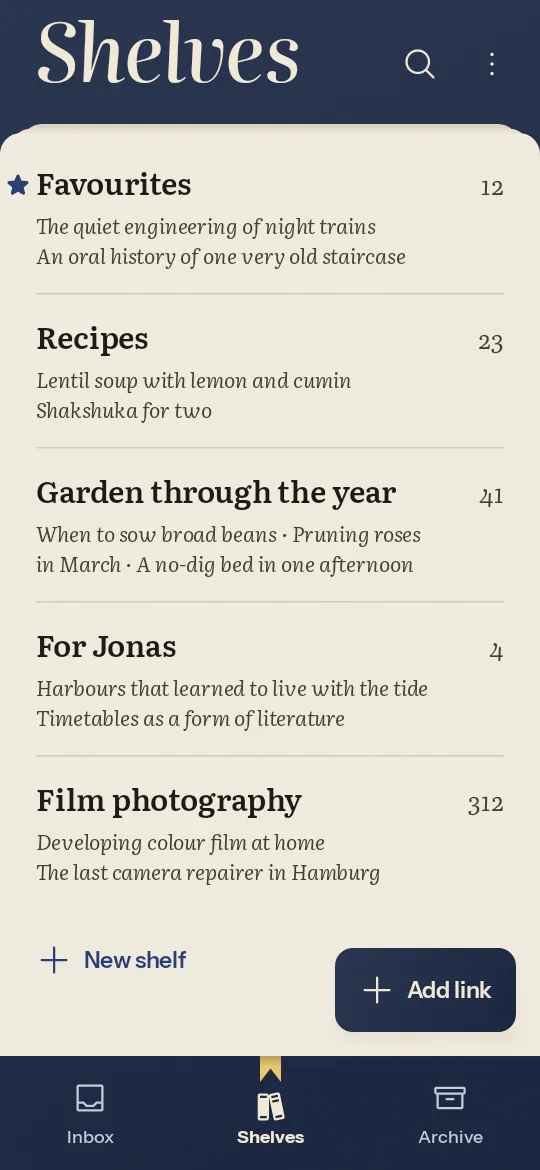 Shelves
Favourites 12
The quiet engineering of night trains
An oral history of one very old staircase
Recipes 23
Lentil soup with lemon and cumin
Shakshuka for two
Garden through the year 41
When to sow broad beans · Pruning roses
in March · A no-dig bed in one afternoon
For Jonas 4
Harbours that learned to live with the tide
Timetables as a form of literature
Film photography 312
Developing colour film at home
The last camera repairer in Hamburg
New shelf
Add link
Inbox Shelves Archive